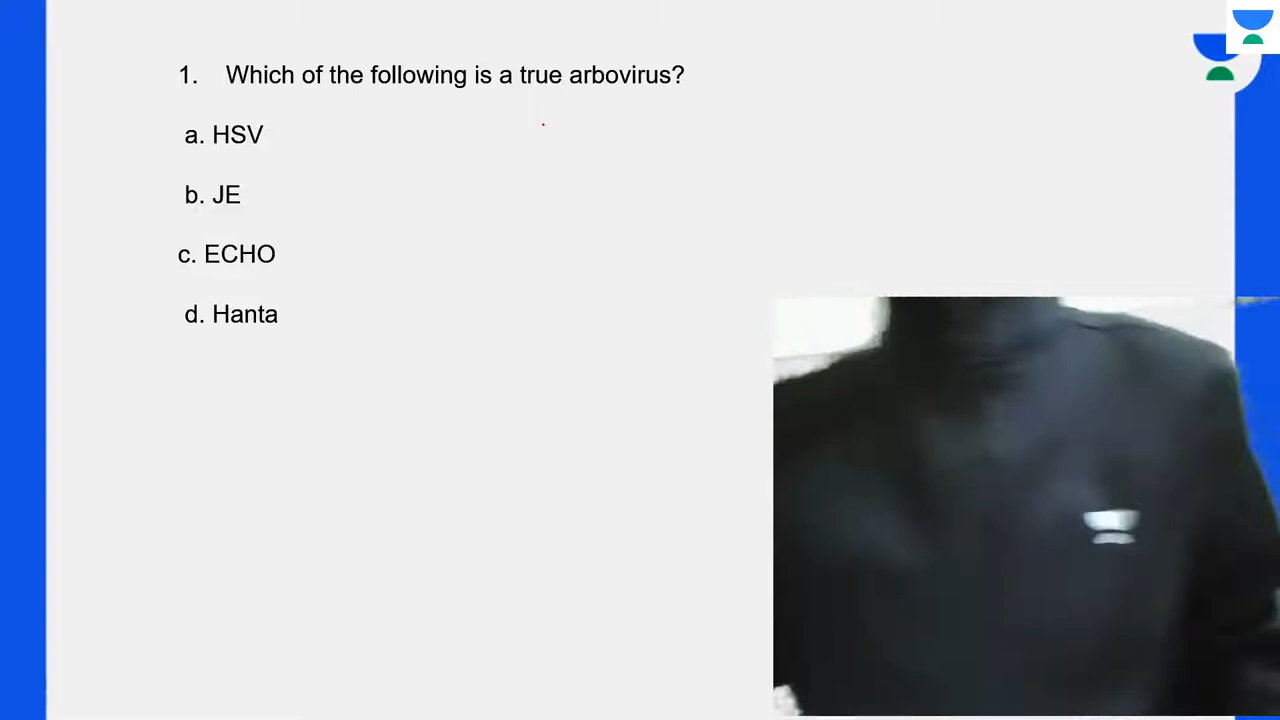 1. Which of the following is a true arbovirus?
a. HSV
b. JE
c. ECHO
d. Hanta